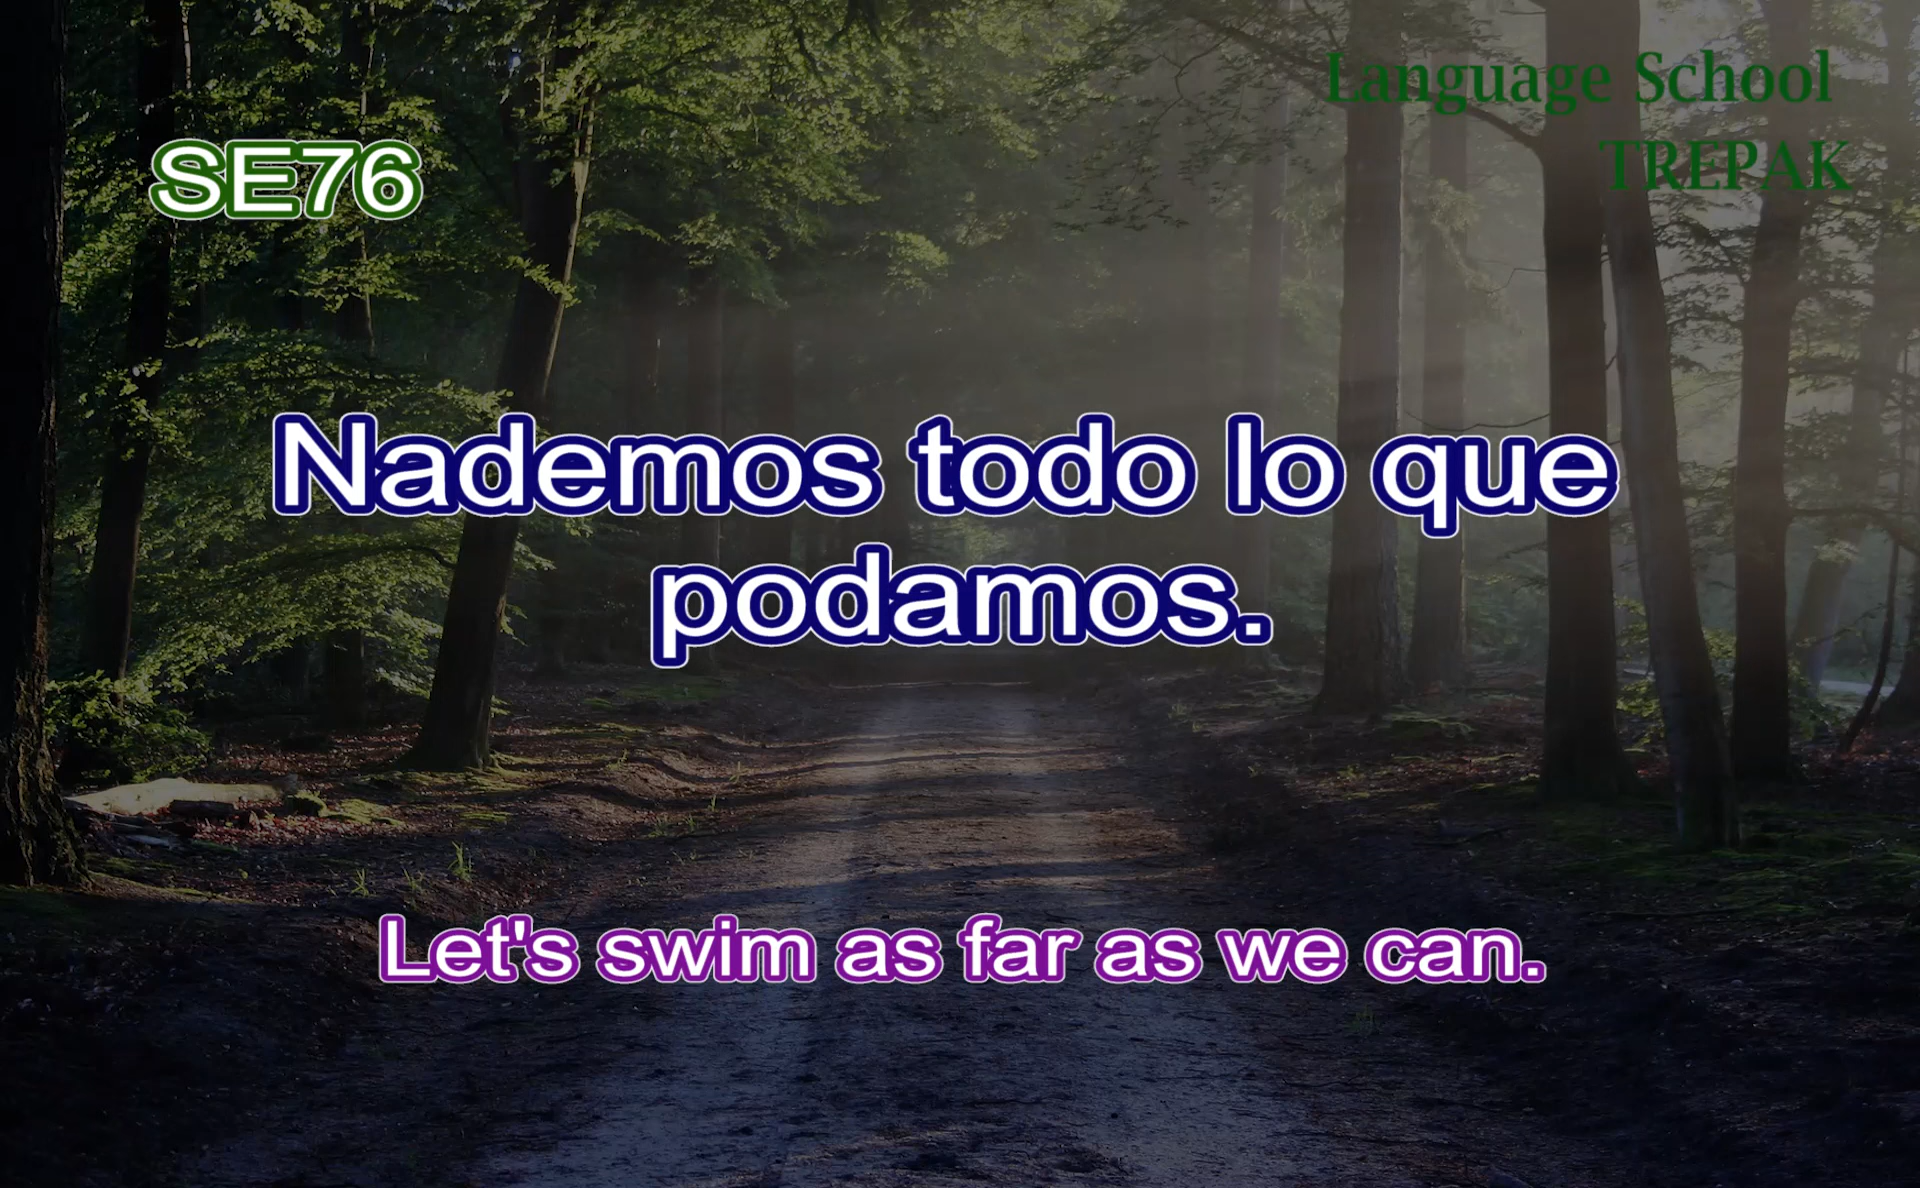 Language School
TREPAK
SE76
Nademos todo lo que
podamos.
Let's swim as far as we can.